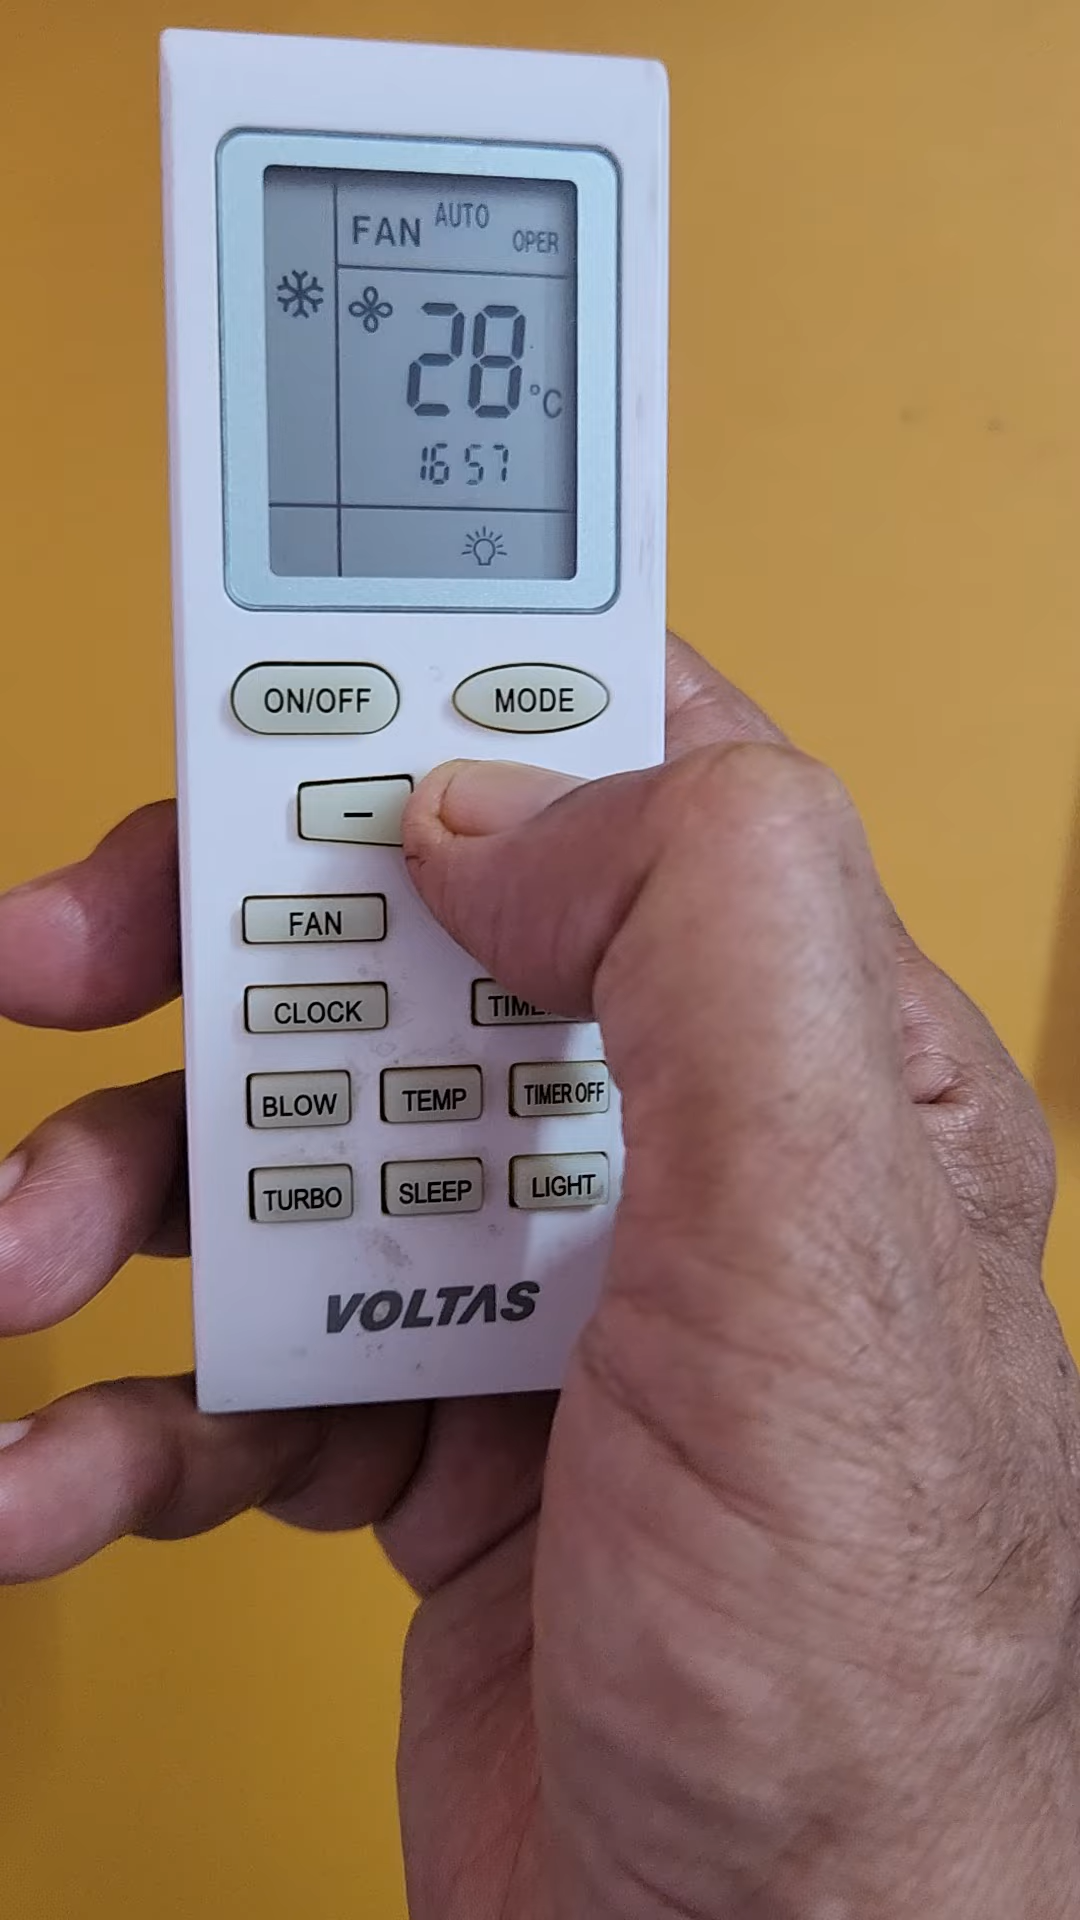 FAN AUTO OPER
28 °C
16 57
ON/OFF MODE
–
FAN
CLOCK
BLOW TEMP TIMER OFF
TURBO SLEEP LIGHT
VOLTAS